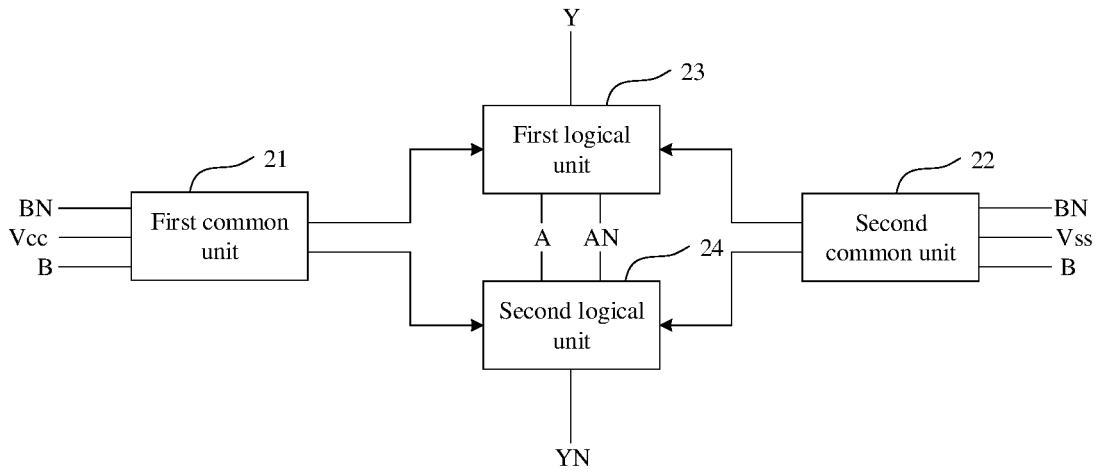 Y
23
First logical
unit
21
BN
Vcc
B
First common
unit
A
AN
22
Second
common unit
BN
Vss
B
24
Second logical
unit
YN